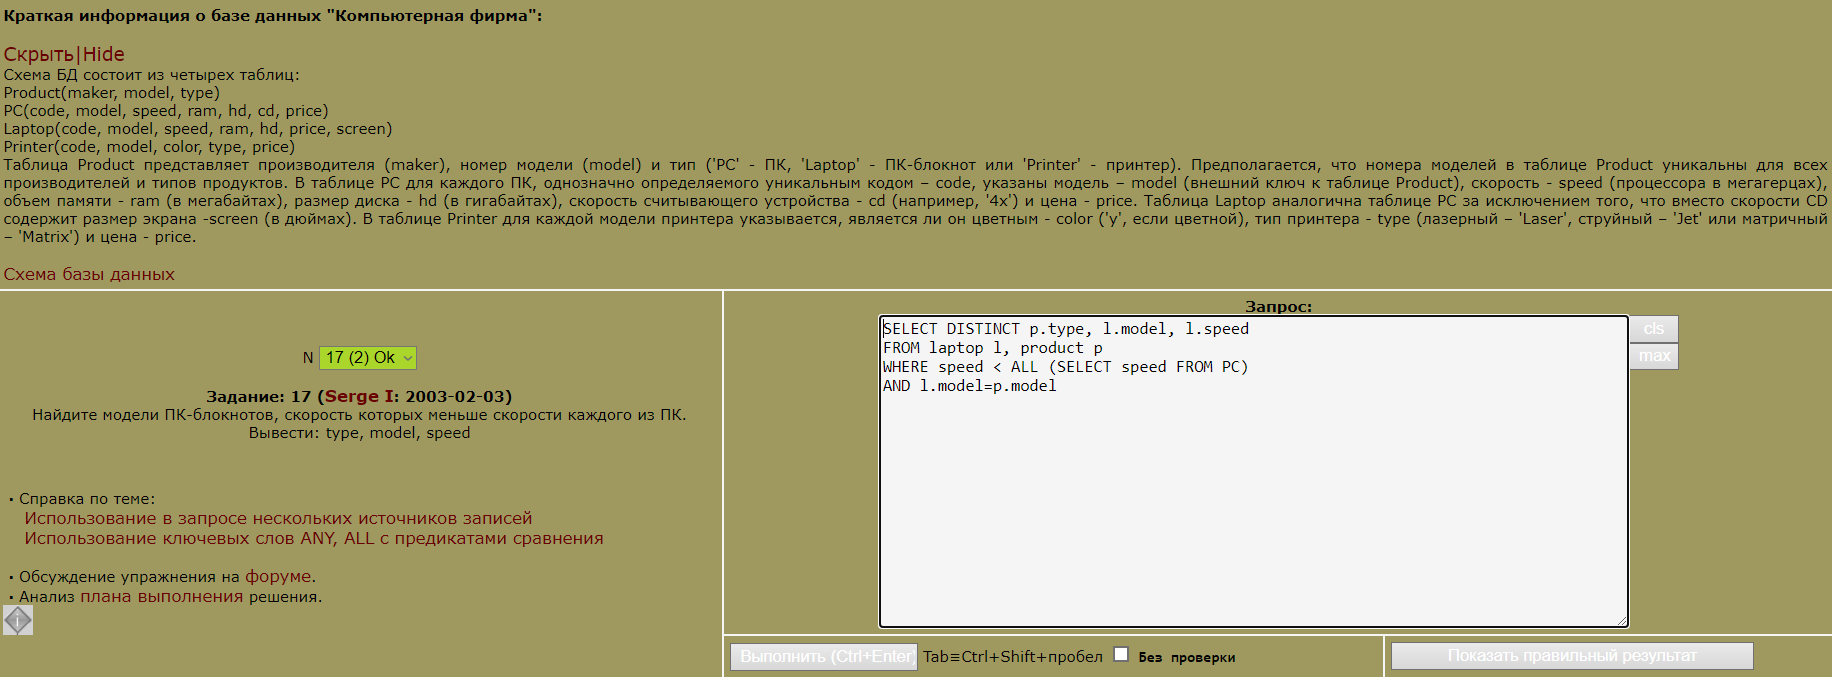 Краткая информация о базе данных "Компьютерная фирма":
Скрыть|Hide
Схема БД состоит из четырех таблиц:
Product(maker, model, type)
PC(code, model, speed, ram, hd, cd, price)
Laptop(code, model, speed, ram, hd, price, screen)
Printer(code, model, color, type, price)
Таблица Product представляет производителя (maker), номер модели (model) и тип ('PC' - ПК, 'Laptop' - ПК-блокнот или 'Printer' - принтер). Предполагается, что номера моделей в таблице Product уникальны для всех
производителей и типов продуктов. В таблице PC для каждого ПК, однозначно определяемого уникальным кодом – code, указаны модель – model (внешний ключ к таблице Product), скорость - speed (процессора в мегагерцах),
объем памяти - ram (в мегабайтах), размер диска - hd (в гигабайтах), скорость считывающего устройства - cd (например, '4x') и цена - price. Таблица Laptop аналогична таблице РС за исключением того, что вместо скорости CD
содержит размер экрана -screen (в дюймах). В таблице Printer для каждой модели принтера указывается, является ли он цветным - color ('y', если цветной), тип принтера - type (лазерный – 'Laser', струйный – 'Jet' или матричный
– 'Matrix') и цена - price.
Схема базы данных
N 17 (2) Ok
Задание: 17 (Serge I: 2003-02-03)
Найдите модели ПК-блокнотов, скорость которых меньше скорости каждого из ПК.
Вывести: type, model, speed
· Справка по теме:
Использование в запросе нескольких источников записей
Использование ключевых слов ANY, ALL с предикатами сравнения
· Обсуждение упражнения на форуме.
· Анализ плана выполнения решения.
i
Запрос:
SELECT DISTINCT p.type, l.model, l.speed
FROM laptop l, product p
WHERE speed < ALL (SELECT speed FROM PC)
AND l.model=p.model
cls
max
Выполнить (Ctrl+Enter) Tab≡Ctrl+Shift+пробел Без проверки
Показать правильный результат